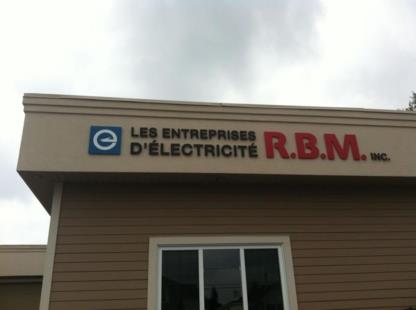 LES ENTREPRISES
D'ÉLECTRICITÉ R.B.M. INC.